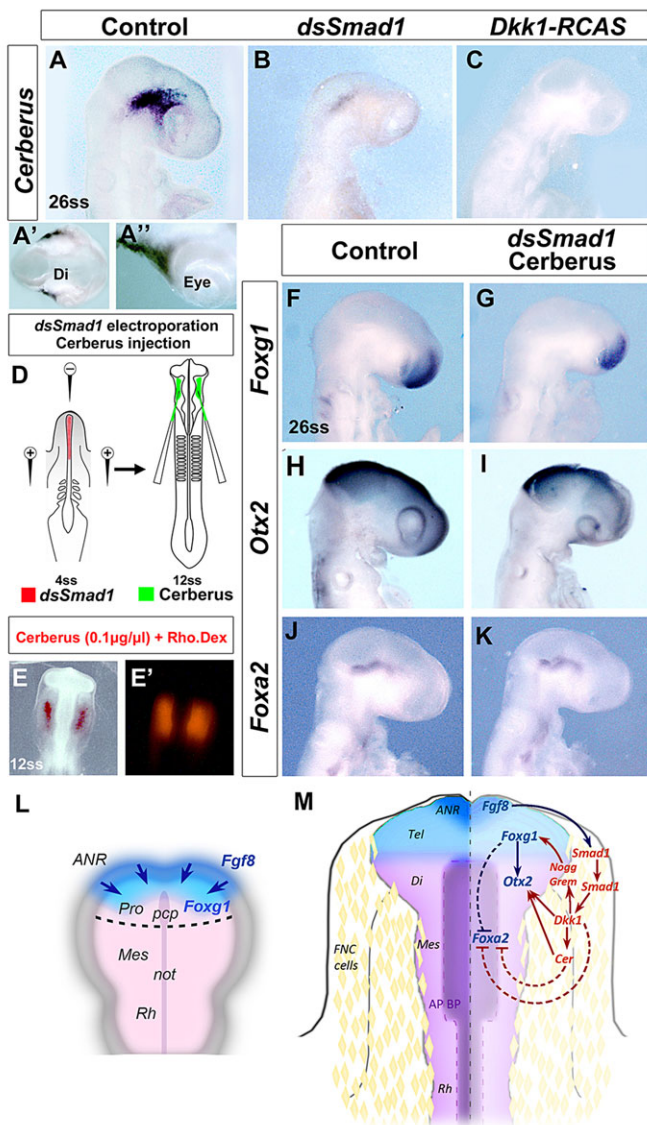 Control
dsSmad1
Dkk1-RCAS
Cerberus
A
B
C
26ss
A'
A''
Di
Eye
Control
dsSmad1
Cerberus
dsSmad1 electroporation
Cerberus injection
Foxg1
F
G
26ss
D
4ss
12ss
dsSmad1
Cerberus
Otx2
H
I
Cerberus (0.1µg/µl) + Rho.Dex
E
E'
12ss
Foxa2
J
K
L
ANR
Fgf8
Pro
pcp
Foxg1
Mes
not
Rh
M
ANR
Fgf8
Tel
Foxg1
Smad1
Nogg
Grem
Smad1
Di
Otx2
Dkk1
FNC
cells
Mes
Foxa2
Cer
AP
BP
Rh